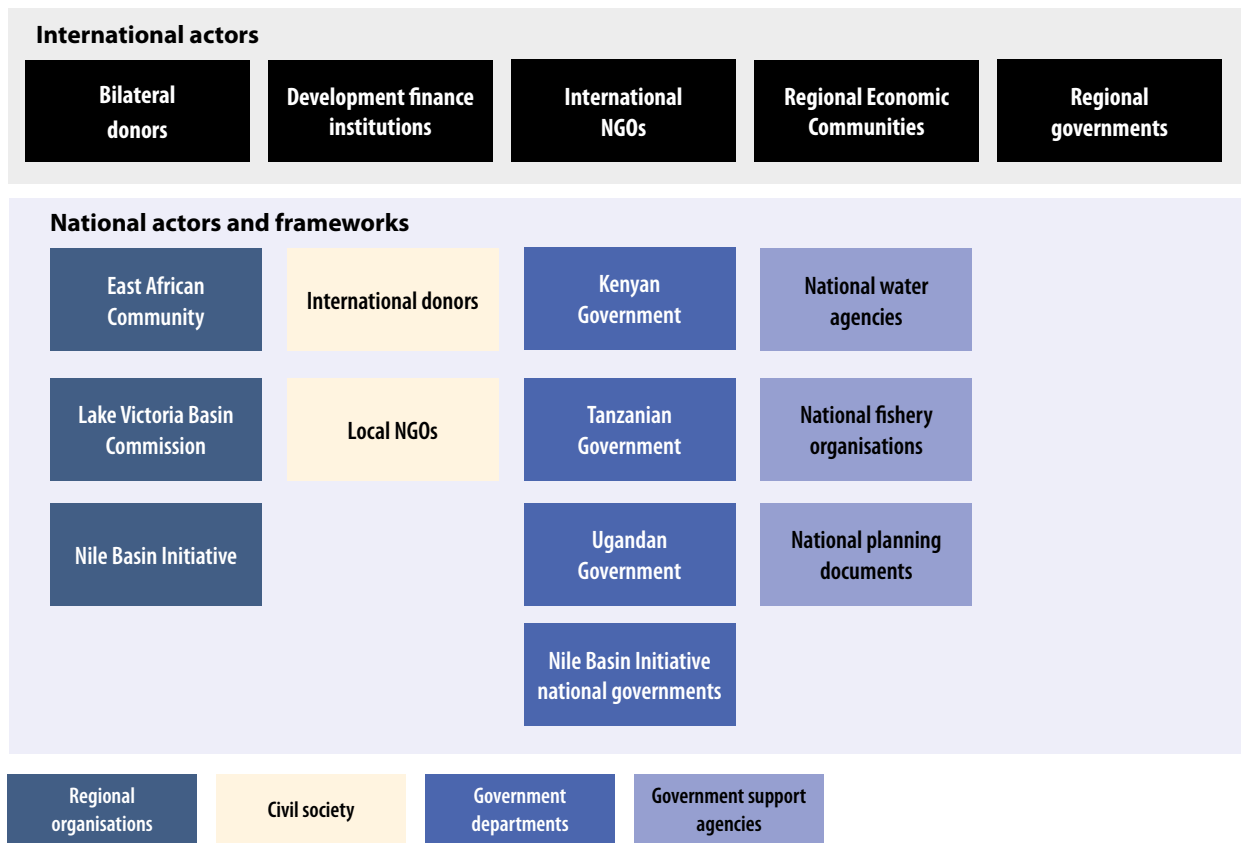 International actors
Bilateral
donors
Development finance
institutions
International
NGOs
Regional Economic
Communities
Regional
governments
National actors and frameworks
East African
Community
International donors
Kenyan
Government
National water
agencies
Lake Victoria Basin
Commission
Local NGOs
Tanzanian
Government
National fishery
organisations
Nile Basin Initiative
Ugandan
Government
National planning
documents
Nile Basin Initiative
national governments
Regional
organisations
Civil society
Government
departments
Government support
agencies